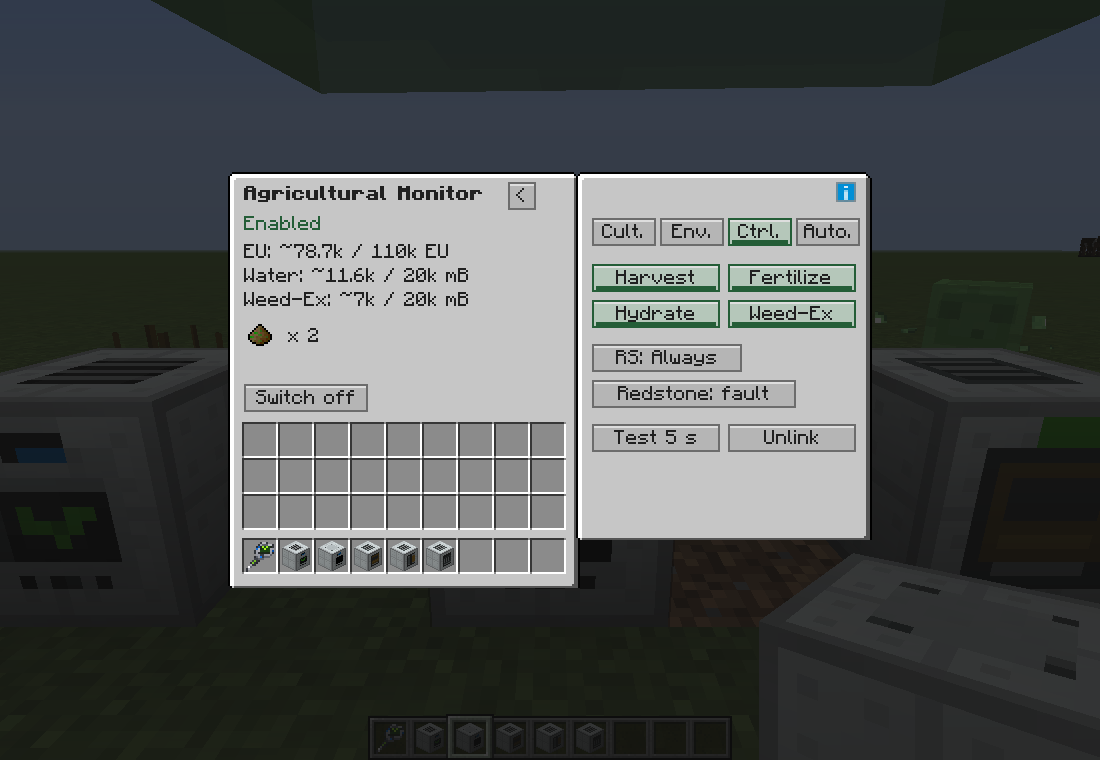 Agricultural Monitor
<
Enabled
EU: ~78.7k / 110k EU
Water: ~11.6k / 20k mB
Weed-Ex: ~7k / 20k mB
x 2
Switch off
i
Cult. Env. Ctrl. Auto.
Harvest Fertilize
Hydrate Weed-Ex
RS: Always
Redstone: fault
Test 5 s Unlink